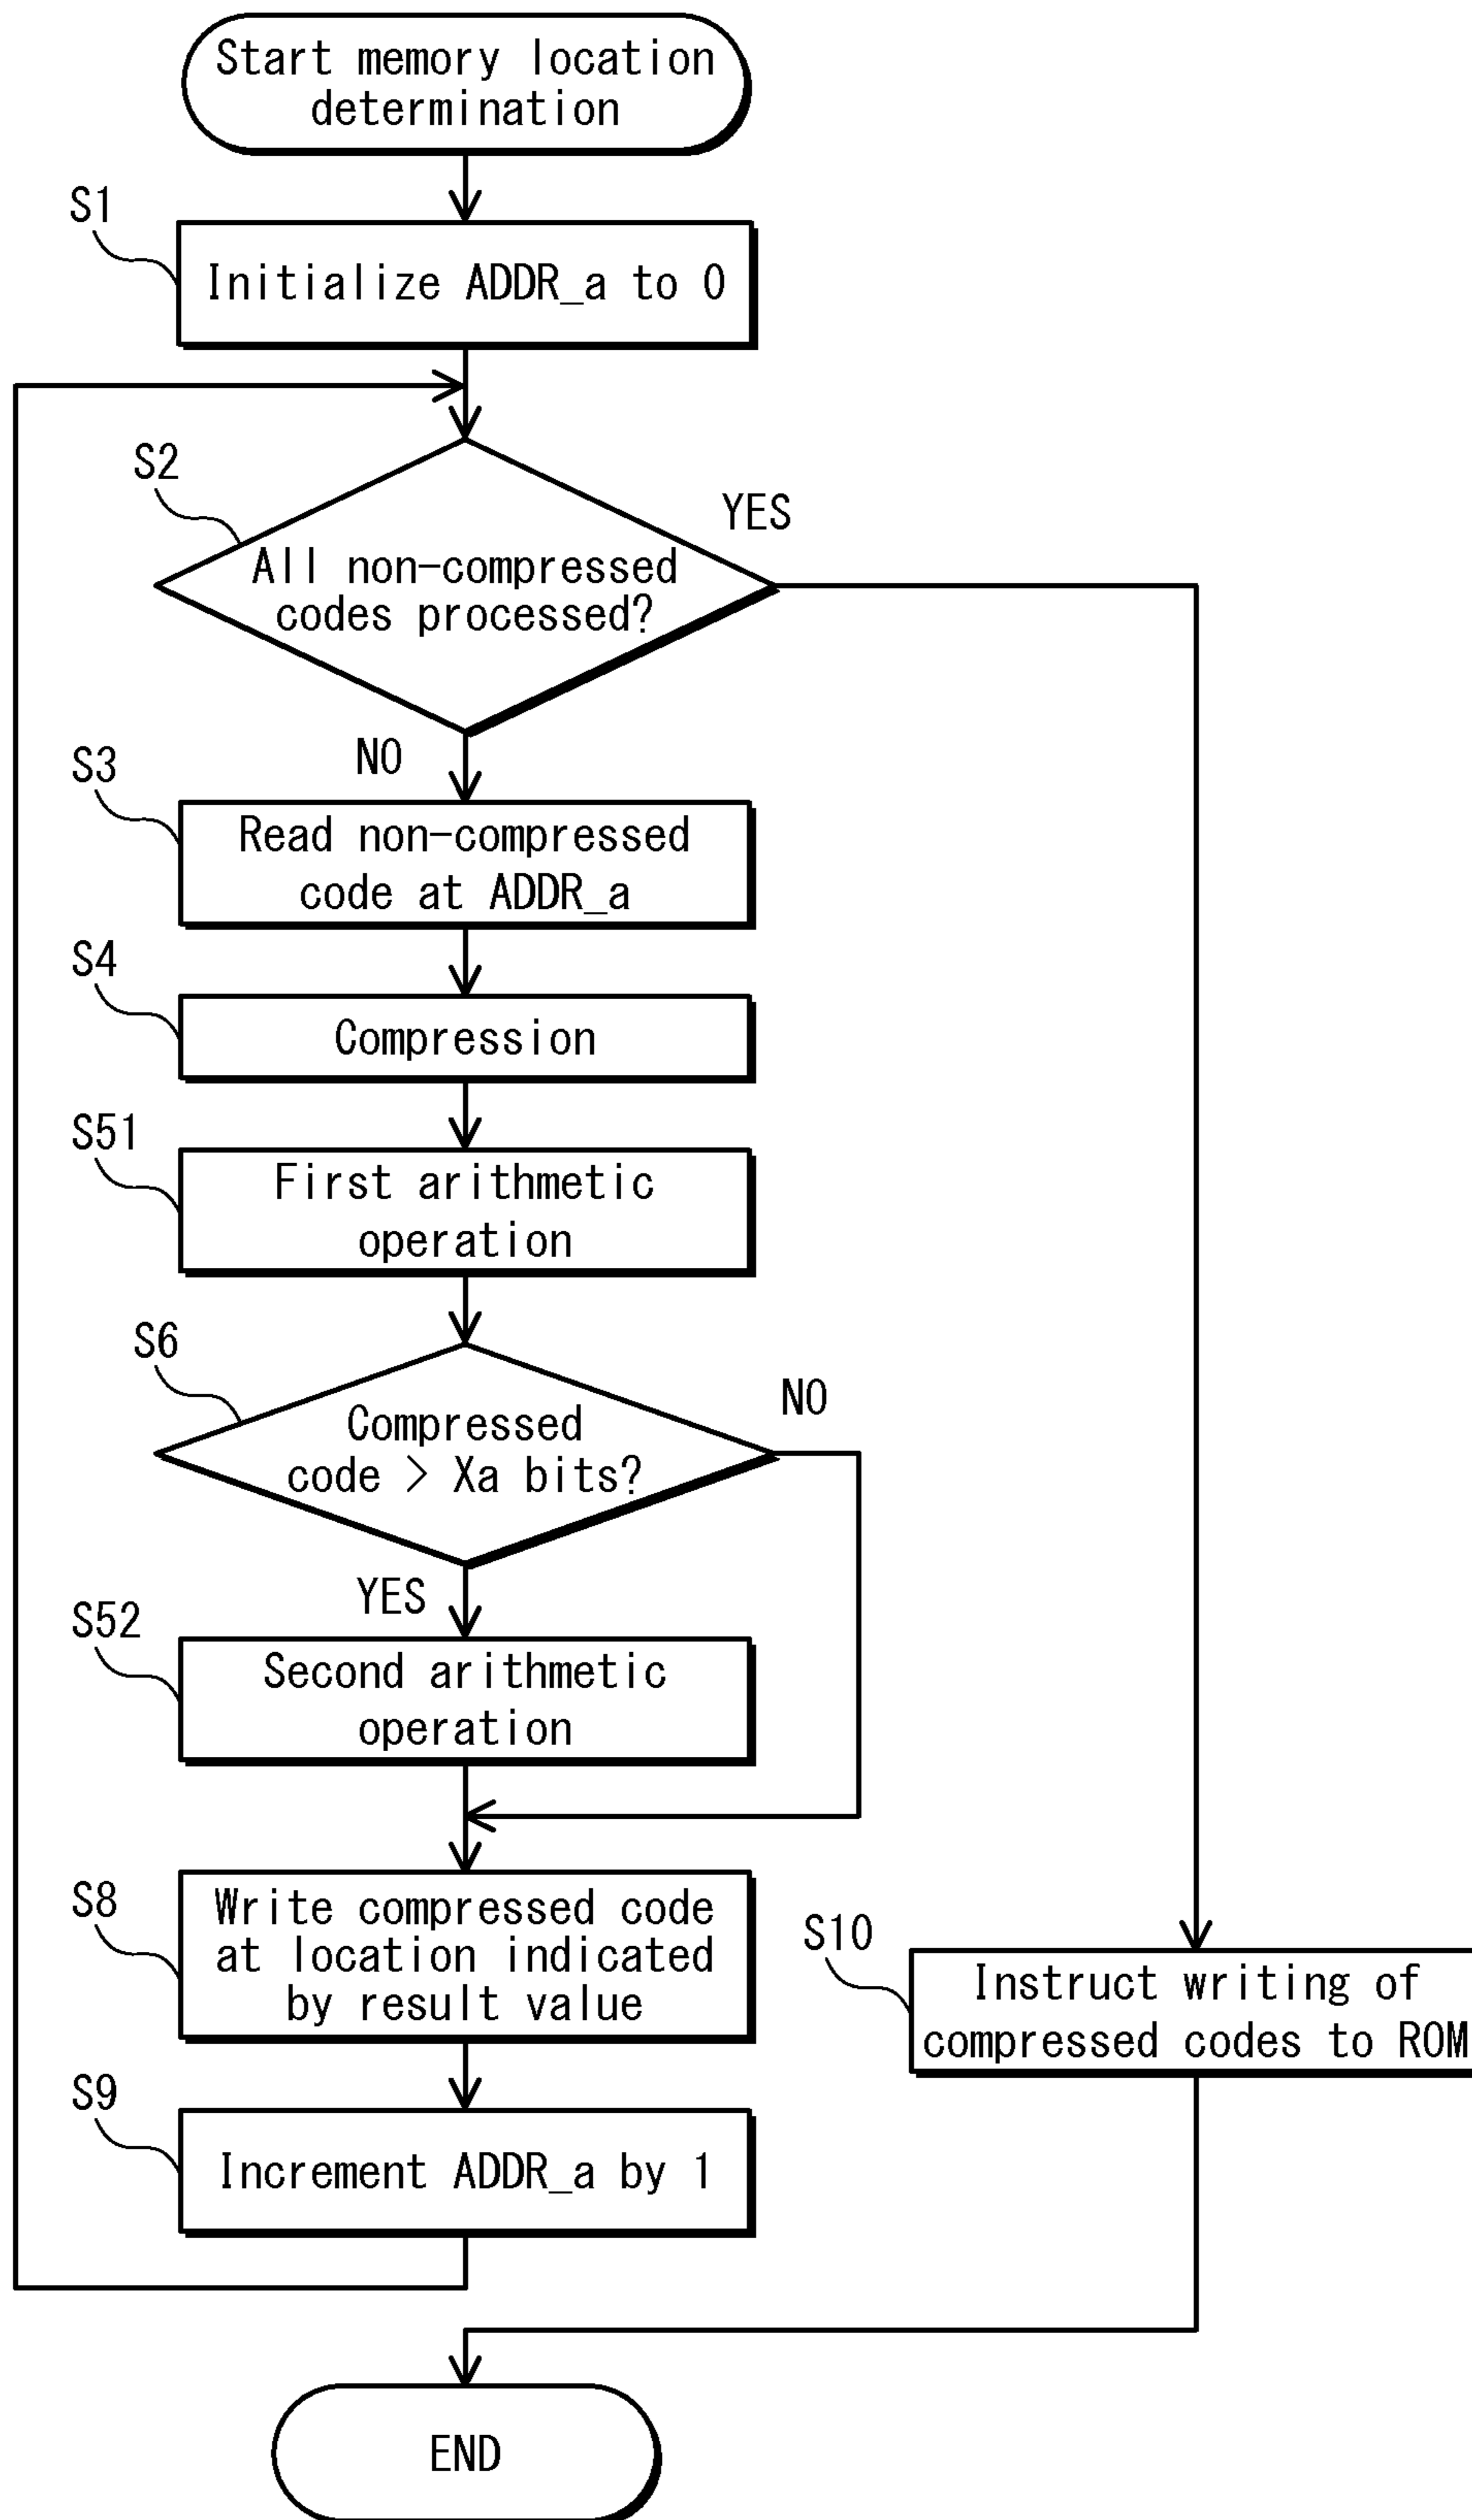 Start memory location
determination
S1
Initialize ADDR_a to 0
S2
YES
All non-compressed
codes processed?
NO
S3
Read non-compressed
code at ADDR_a
S4
Compression
S51
First arithmetic
operation
S6
NO
Compressed
code > Xa bits?
YES
S52
Second arithmetic
operation
S8
Write compressed code
at location indicated
by result value
S10
Instruct writing of
compressed codes to ROM
S9
Increment ADDR_a by 1
END